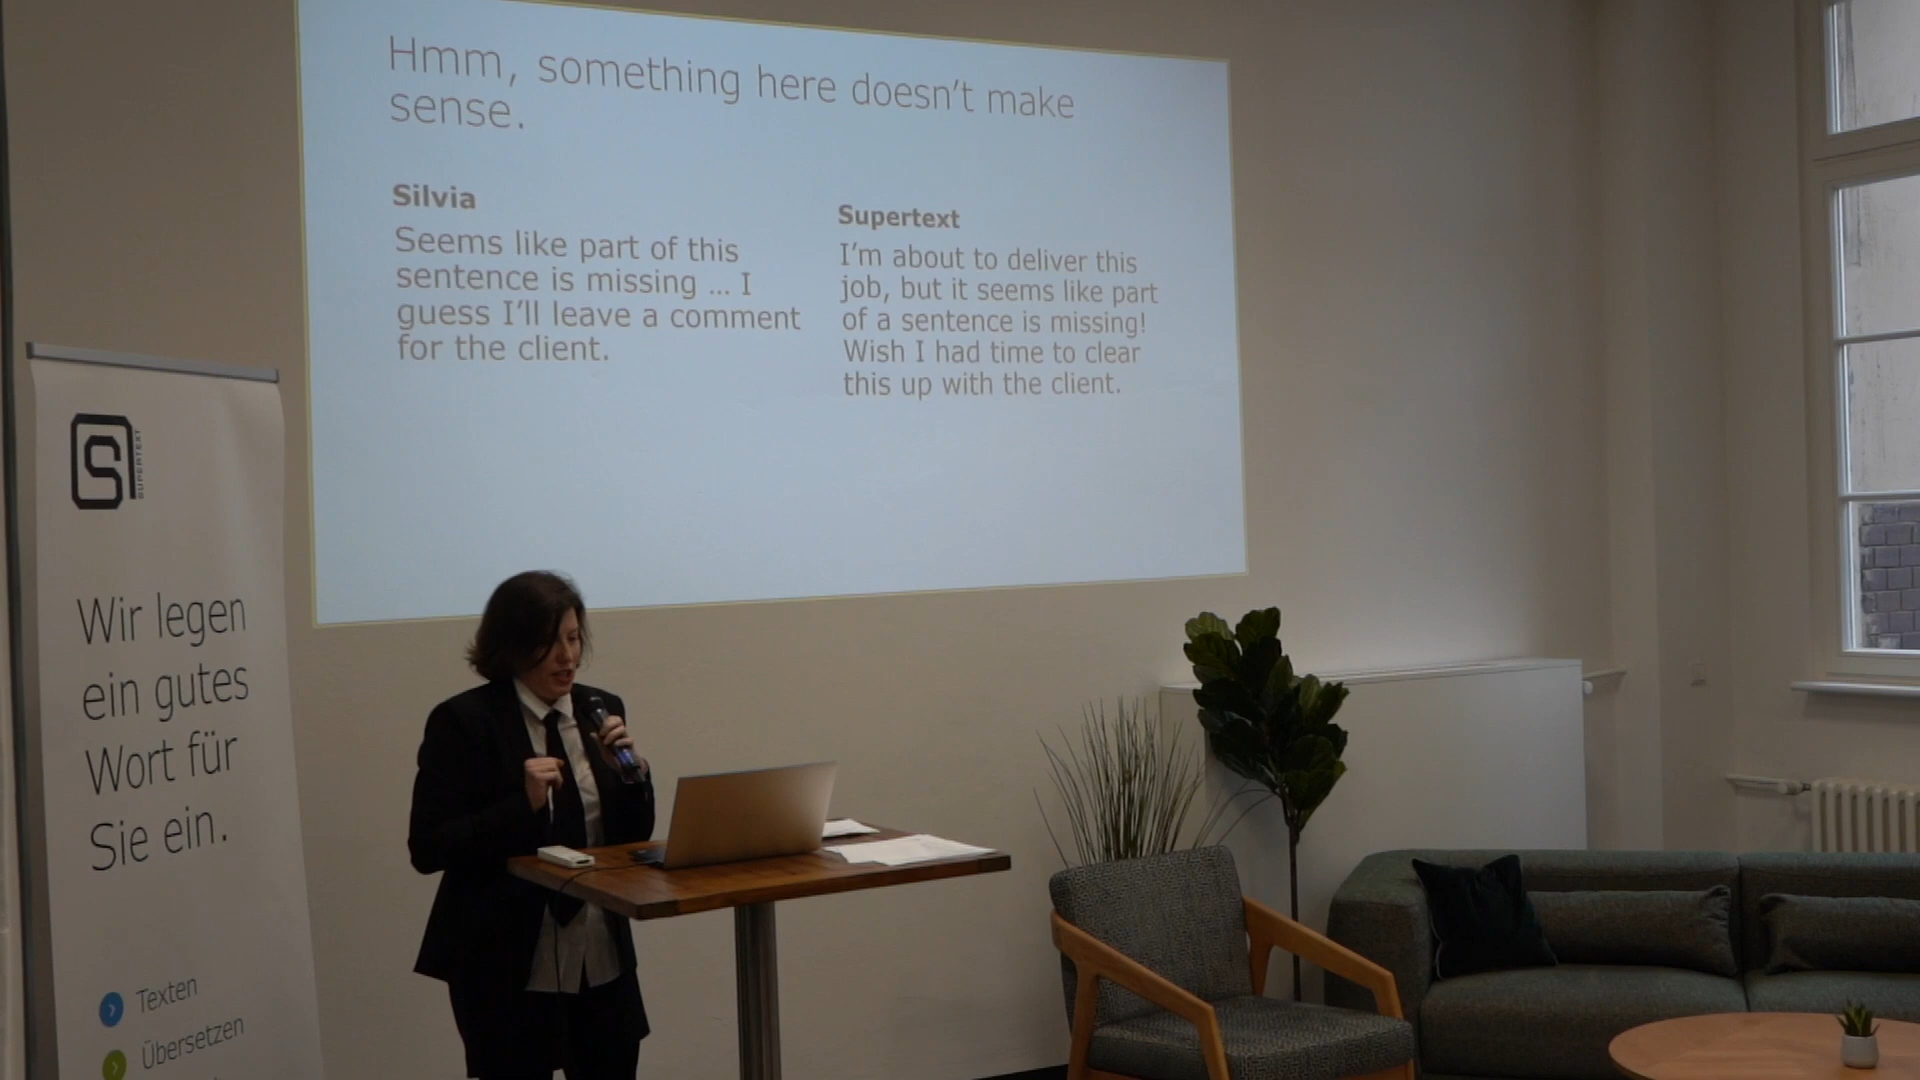 Hmm, something here doesn't make
sense.
Silvia
Seems like part of this
sentence is missing ... I
guess I'll leave a comment
for the client.
Supertext
I'm about to deliver this
job, but it seems like part
of a sentence is missing!
Wish I had time to clear
this up with the client.
SUPERTEXT
Wir legen
ein gutes
Wort für
Sie ein.
Texten
Übersetzen